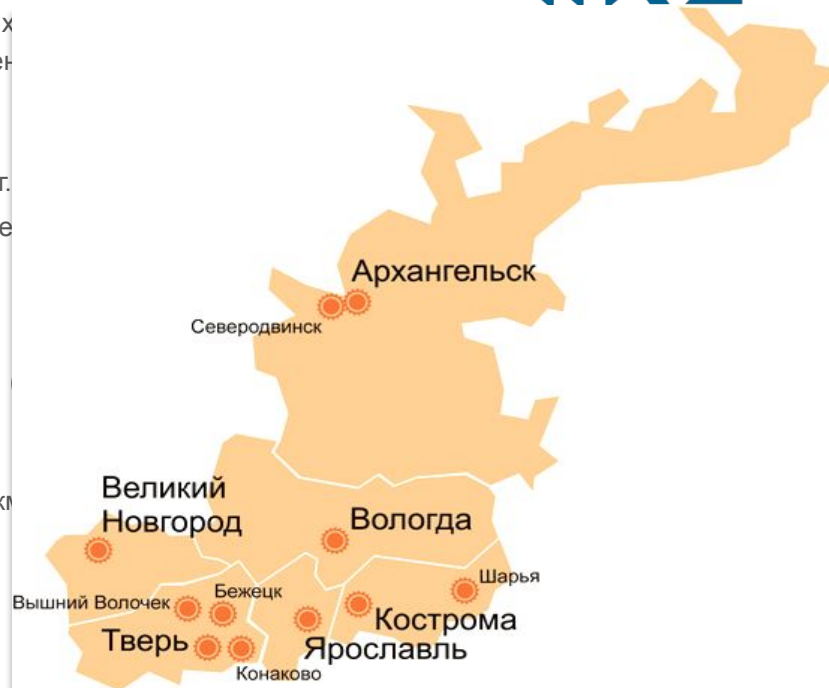 х
г.
Архангельск
Северодвинск
Великий
Новгород
Вологда
Шарья
Бежецк
Вышний Волочек
Кострома
Тверь
Ярославль
Конаково